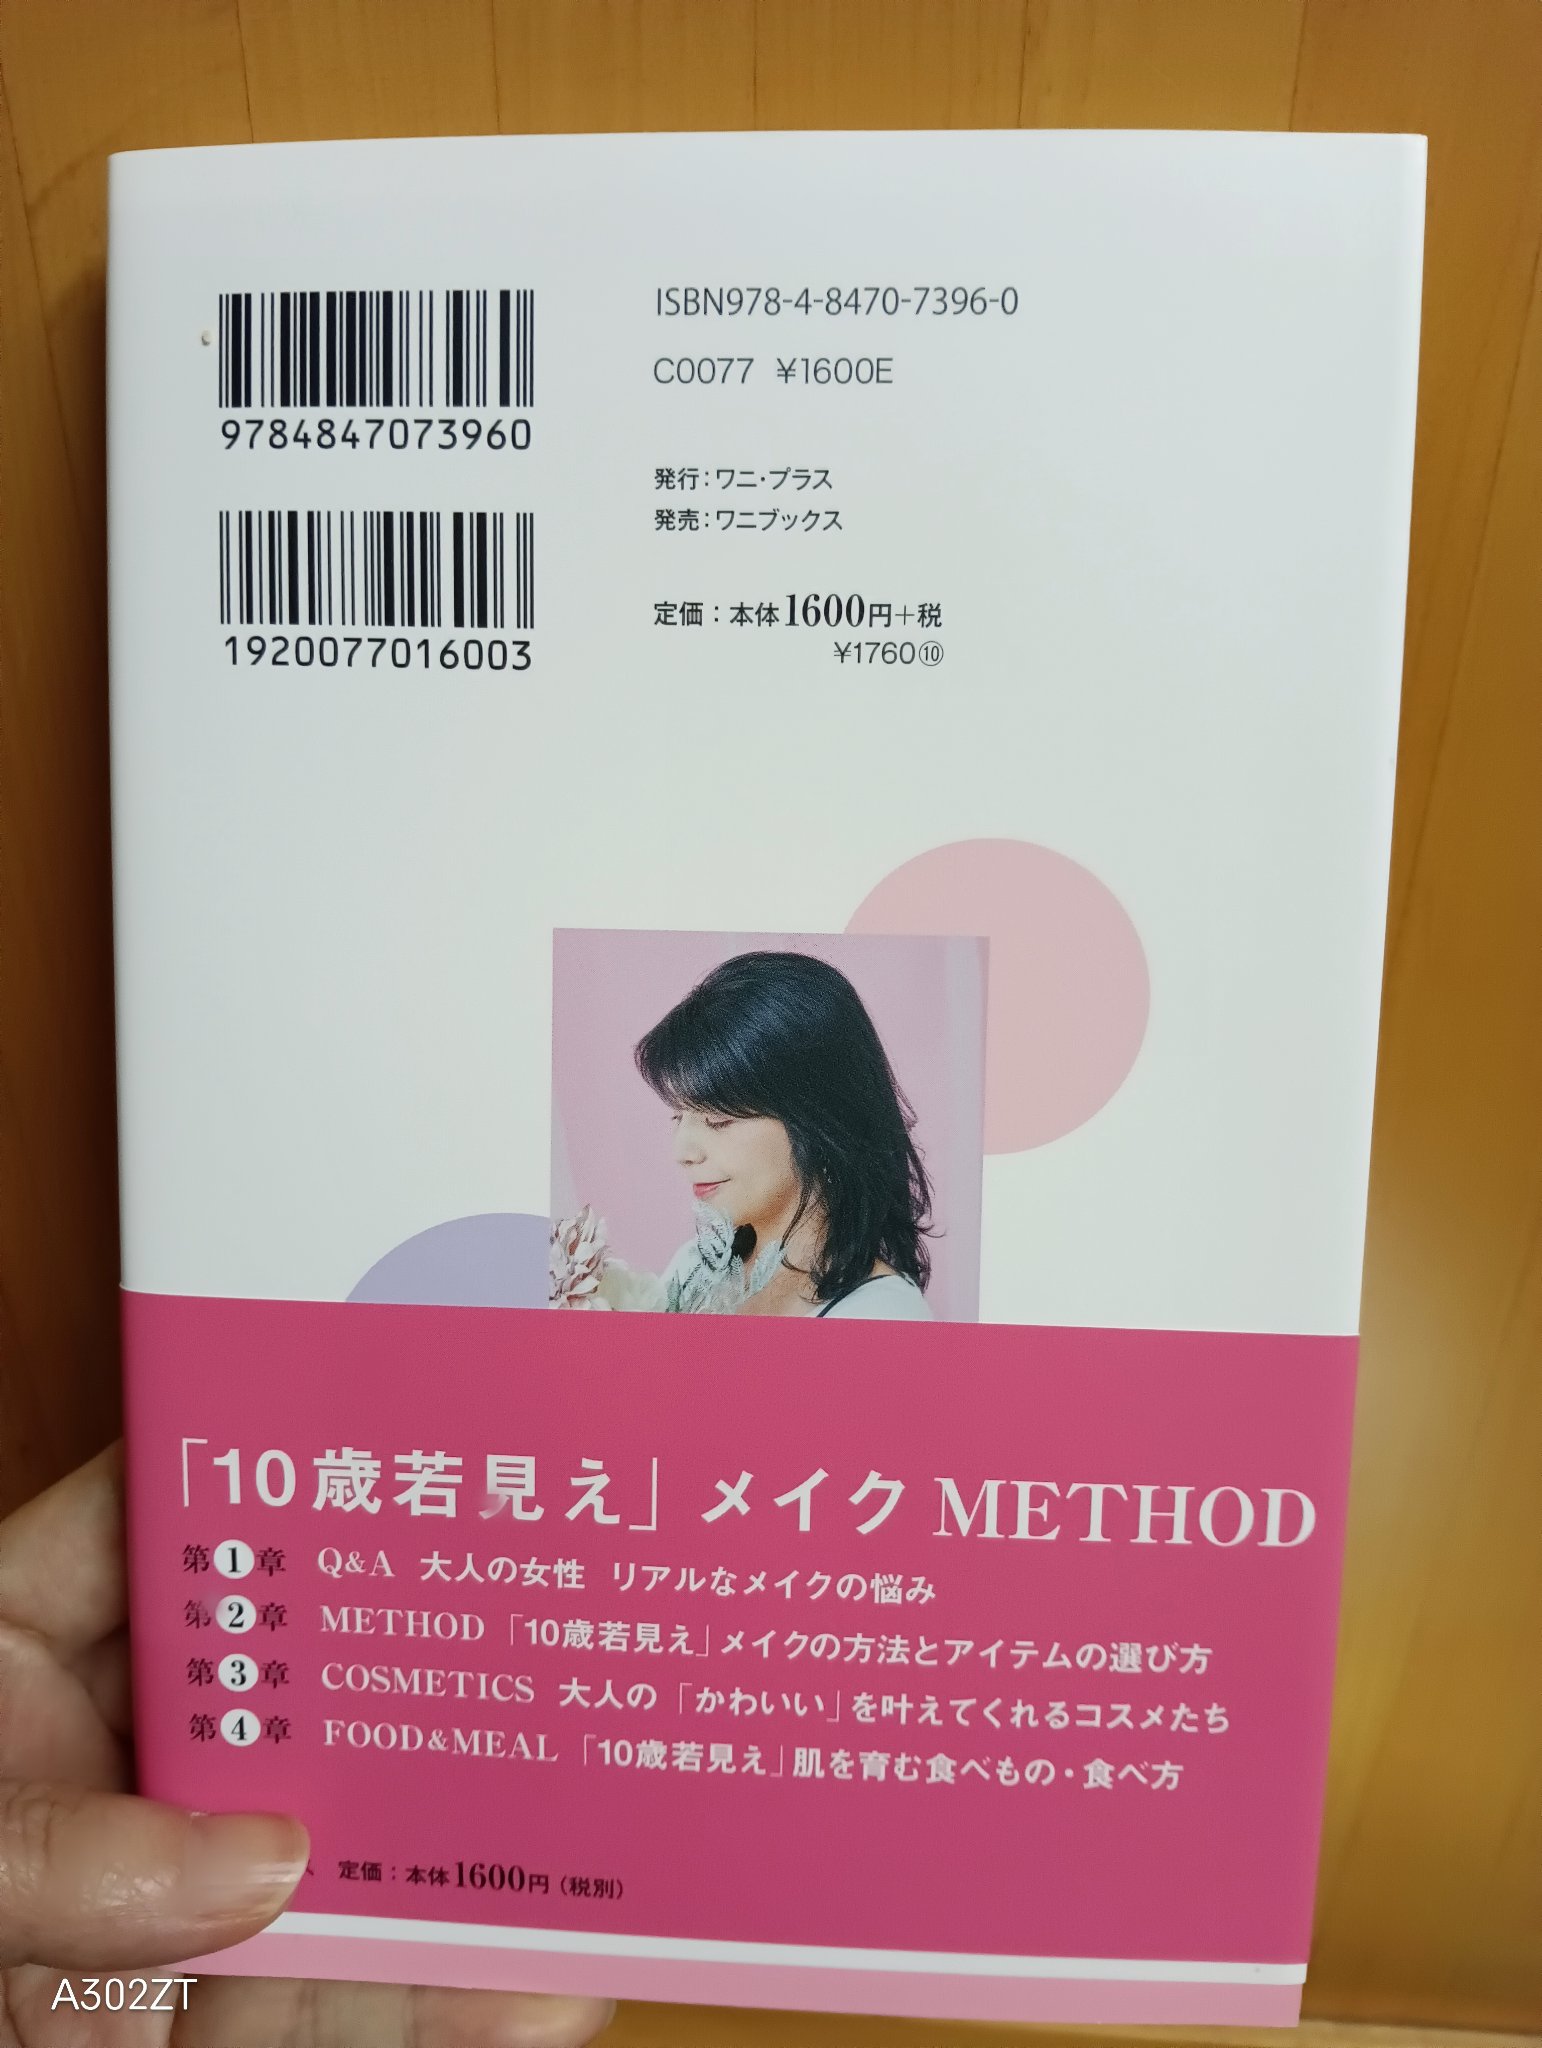 9784847073960
1920077016003
ISBN978-4-8470-7396-0
C0077 ¥1600E
発行：ワニ・プラス
発売：ワニブックス
定価：本体1600円＋税
¥1760⑩
「10歳若見え」メイクMETHOD
第1章 Q&A 大人の女性 リアルなメイクの悩み
第2章 METHOD「10歳若見え」メイクの方法とアイテムの選び方
第3章 COSMETICS 大人の「かわいい」を叶えてくれるコスメたち
第4章 FOOD&MEAL「10歳若見え」肌を育む食べもの・食べ方
定価：本体1600円（税別）
A302ZT